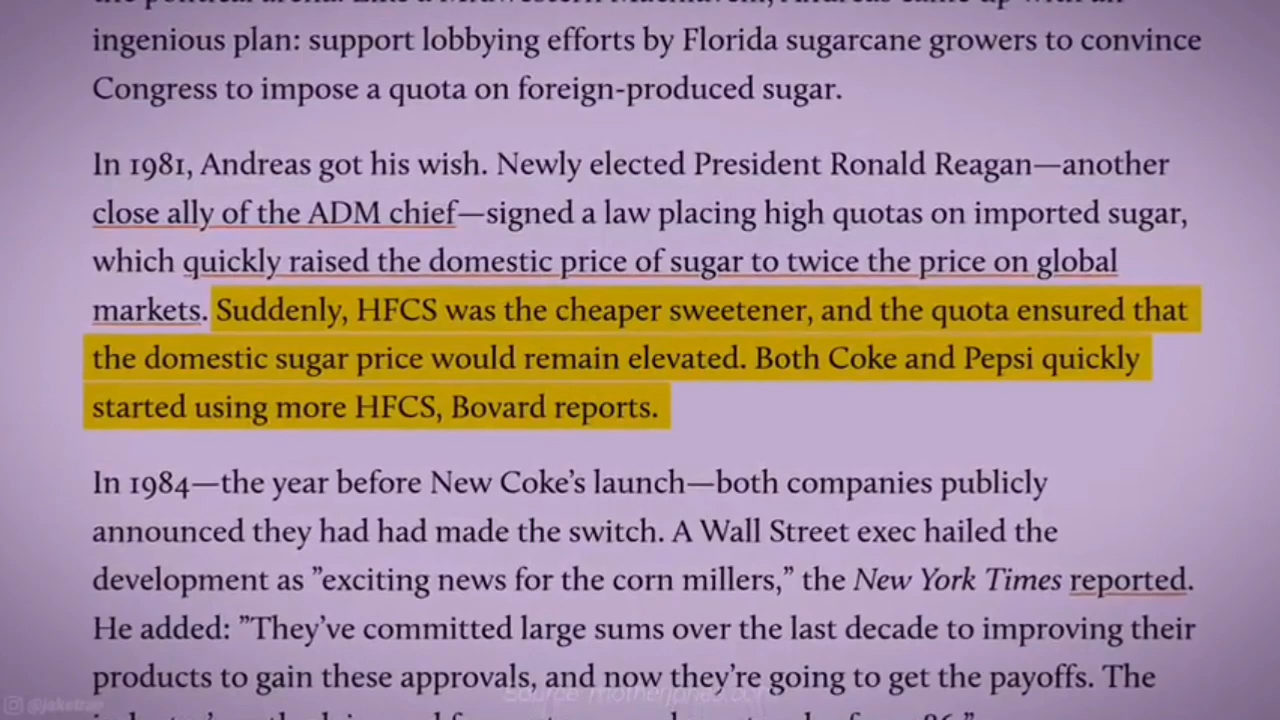 ingenious plan: support lobbying efforts by Florida sugarcane growers to convince
Congress to impose a quota on foreign-produced sugar.
In 1981, Andreas got his wish. Newly elected President Ronald Reagan—another
close ally of the ADM chief—signed a law placing high quotas on imported sugar,
which quickly raised the domestic price of sugar to twice the price on global
markets. Suddenly, HFCS was the cheaper sweetener, and the quota ensured that
the domestic sugar price would remain elevated. Both Coke and Pepsi quickly
started using more HFCS, Bovard reports.
In 1984—the year before New Coke’s launch—both companies publicly
announced they had had made the switch. A Wall Street exec hailed the
development as ”exciting news for the corn millers,” the New York Times reported.
He added: ”They’ve committed large sums over the last decade to improving their
products to gain these approvals, and now they’re going to get the payoffs. The
Source: motherjones.com
@jaketran